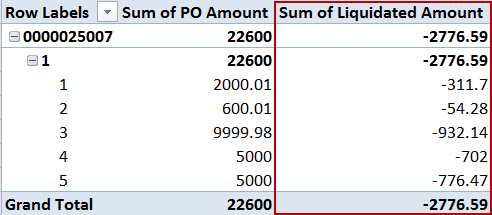 Row Labels Sum of PO Amount Sum of Liquidated Amount
0000025007 22600 -2776.59
1 22600 -2776.59
1 2000.01 -311.7
2 600.01 -54.28
3 9999.98 -932.14
4 5000 -702
5 5000 -776.47
Grand Total 22600 -2776.59